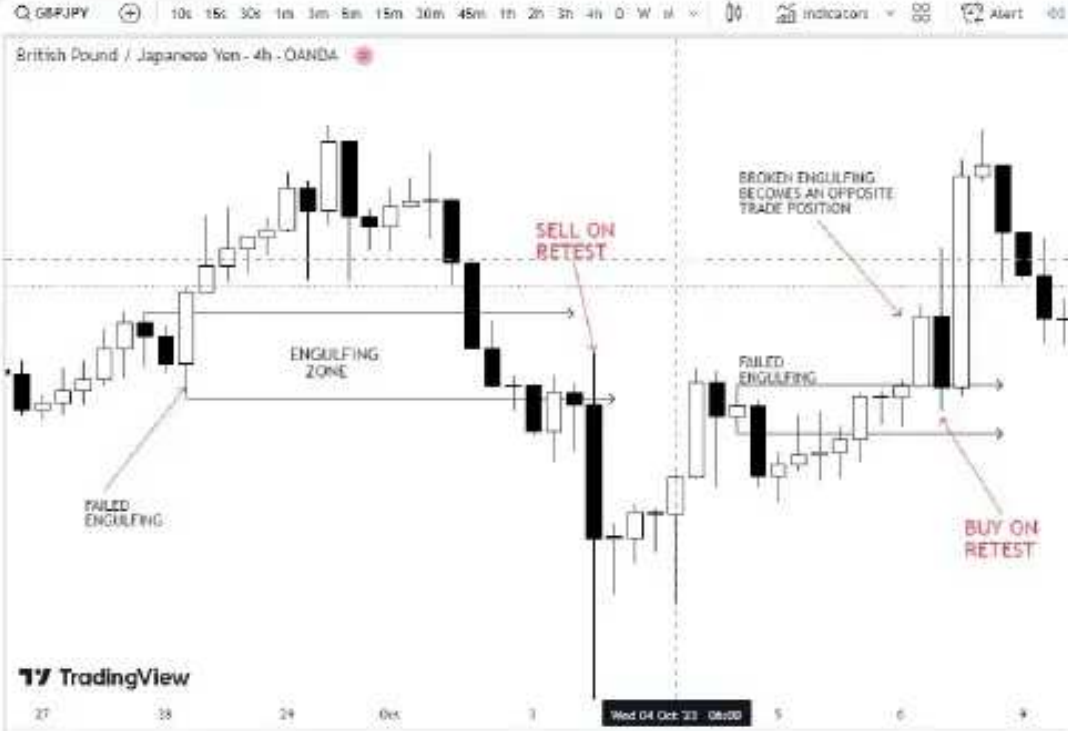 GBPJPY 10s 15s 30s 1m 3m 5m 15m 30m 45m 1h 2h 3h 4h D W M Indicators Alert
British Pound / Japanese Yen - 4h - OANDA
BROKEN ENGULFING
BECOMES AN OPPOSITE
TRADE POSITION
SELL ON
RETEST
ENGULFING
ZONE
FAILED
ENGULFING
FAILED
ENGULFING
BUY ON
RETEST
TradingView
27 28 29 Oct 3 Wed 04 Oct '23 06:00 5 6 9